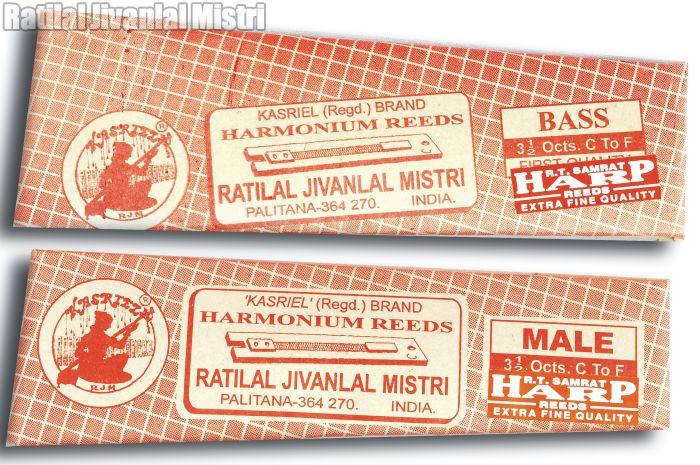 Ratilal Jivanlal Mistri
KASRIEL ®
RJM
KASRIEL (Regd.) BRAND
HARMONIUM REEDS
C
RATILAL JIVANLAL MISTRI
PALITANA-364 270. INDIA.
BASS
3½ Octs. C To F
FIRST QUALITY
R.T. SAMRAT
HARP
REEDS
EXTRA FINE QUALITY
KASRIEL ®
RJM
'KASRIEL' (Regd.) BRAND
HARMONIUM REEDS
C
RATILAL JIVANLAL MISTRI
PALITANA-364 270. INDIA.
MALE
3½ Octs. C To F
R.T. SAMRAT
HARP
REEDS
EXTRA FINE QUALITY